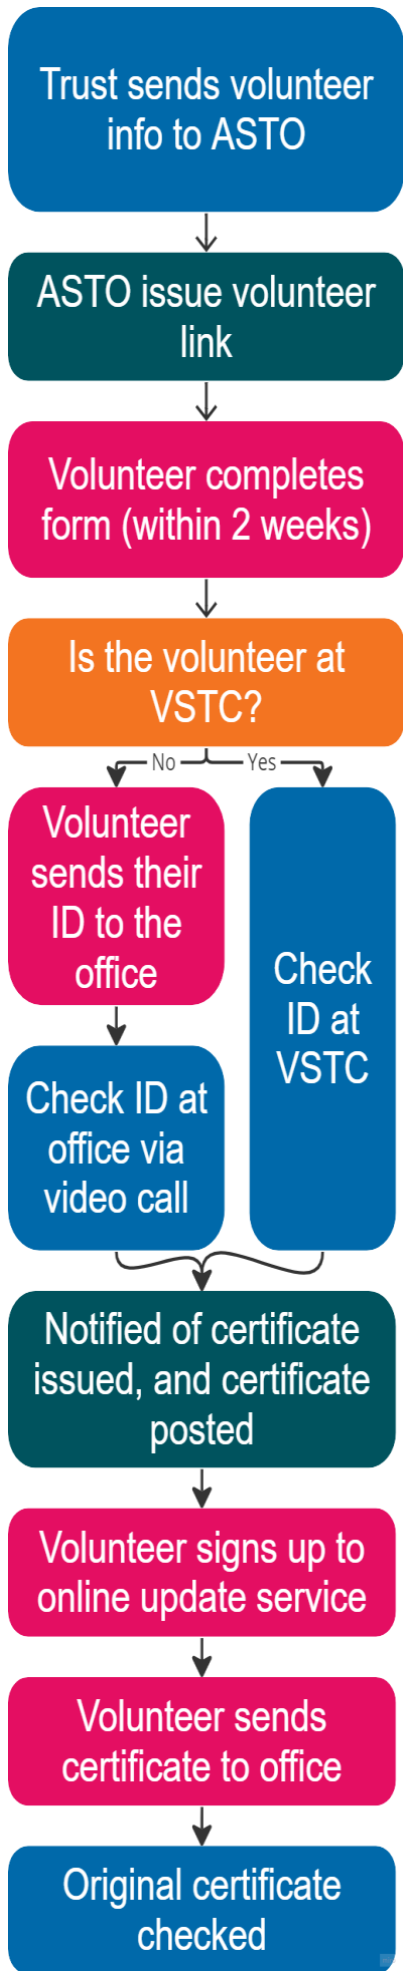 Trust sends volunteer
info to ASTO
ASTO issue volunteer
link
Volunteer completes
form (within 2 weeks)
Is the volunteer at
VSTC?
No
Yes
Volunteer
sends their
ID to the
office
Check ID at
office via
video call
Check
ID at
VSTC
Notified of certificate
issued, and certificate
posted
Volunteer signs up to
online update service
Volunteer sends
certificate to office
Original certificate
checked